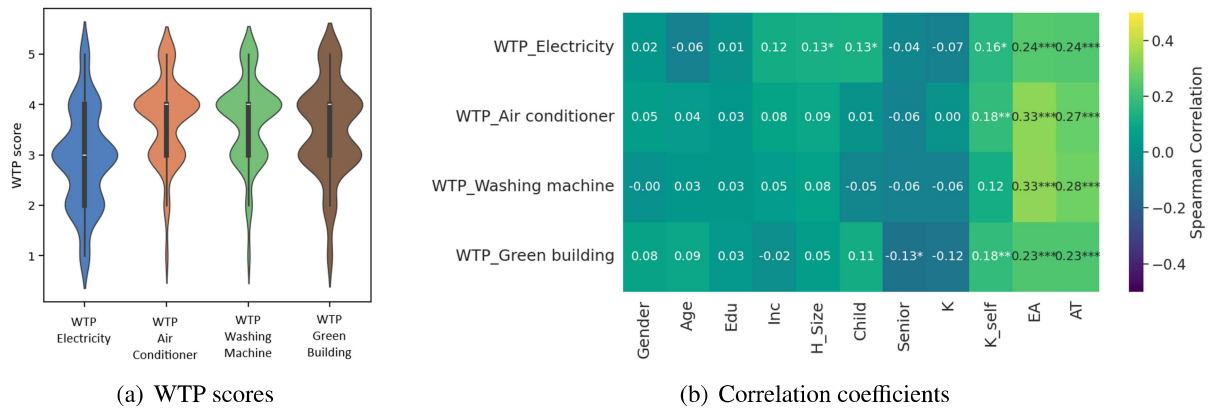 5
4
3
2
1
WTP score
WTP
Electricity
WTP
Air
Conditioner
WTP
Washing
Machine
WTP
Green
Building
(a) WTP scores
WTP_Electricity 0.02 -0.06 0.01 0.12 0.13* 0.13* -0.04 -0.07 0.16* 0.24*** 0.24***
WTP_Air conditioner 0.05 0.04 0.03 0.08 0.09 0.01 -0.06 0.00 0.18** 0.33*** 0.27***
WTP_Washing machine -0.00 0.03 0.03 0.05 0.08 -0.05 -0.06 -0.06 0.12 0.33*** 0.28***
WTP_Green building 0.08 0.09 0.03 -0.02 0.05 0.11 -0.13* -0.12 0.18** 0.23*** 0.23***
Gender Age Edu Inc H_Size Child Senior K K_self EA AT
0.4
0.2
0.0
−0.2
−0.4
Spearman Correlation
(b) Correlation coefficients